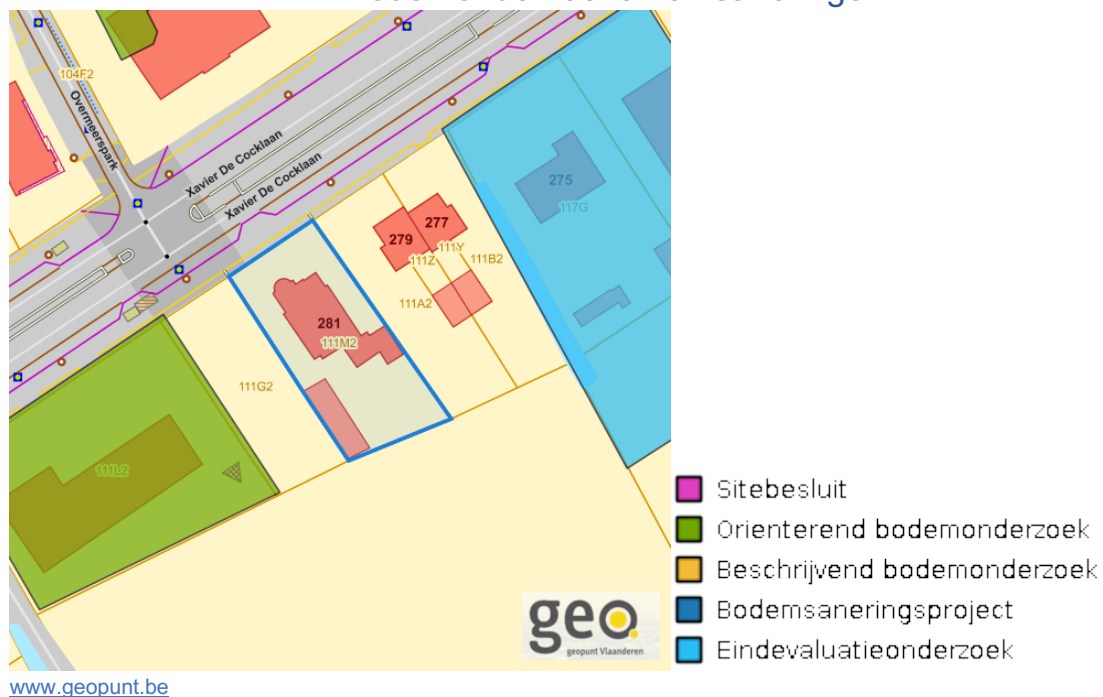 104F2
Overmeerspark
Xavier De Cocklaan
Xavier De Cocklaan
275
117G
277
279
111Y
111Z
111B2
111A2
281
111M2
111G2
111L2
geo
geopunt Vlaanderen
Sitebesluit
Orienterend bodemonderzoek
Beschrijvend bodemonderzoek
Bodemsaneringsproject
Eindevaluatieonderzoek
www.geopunt.be